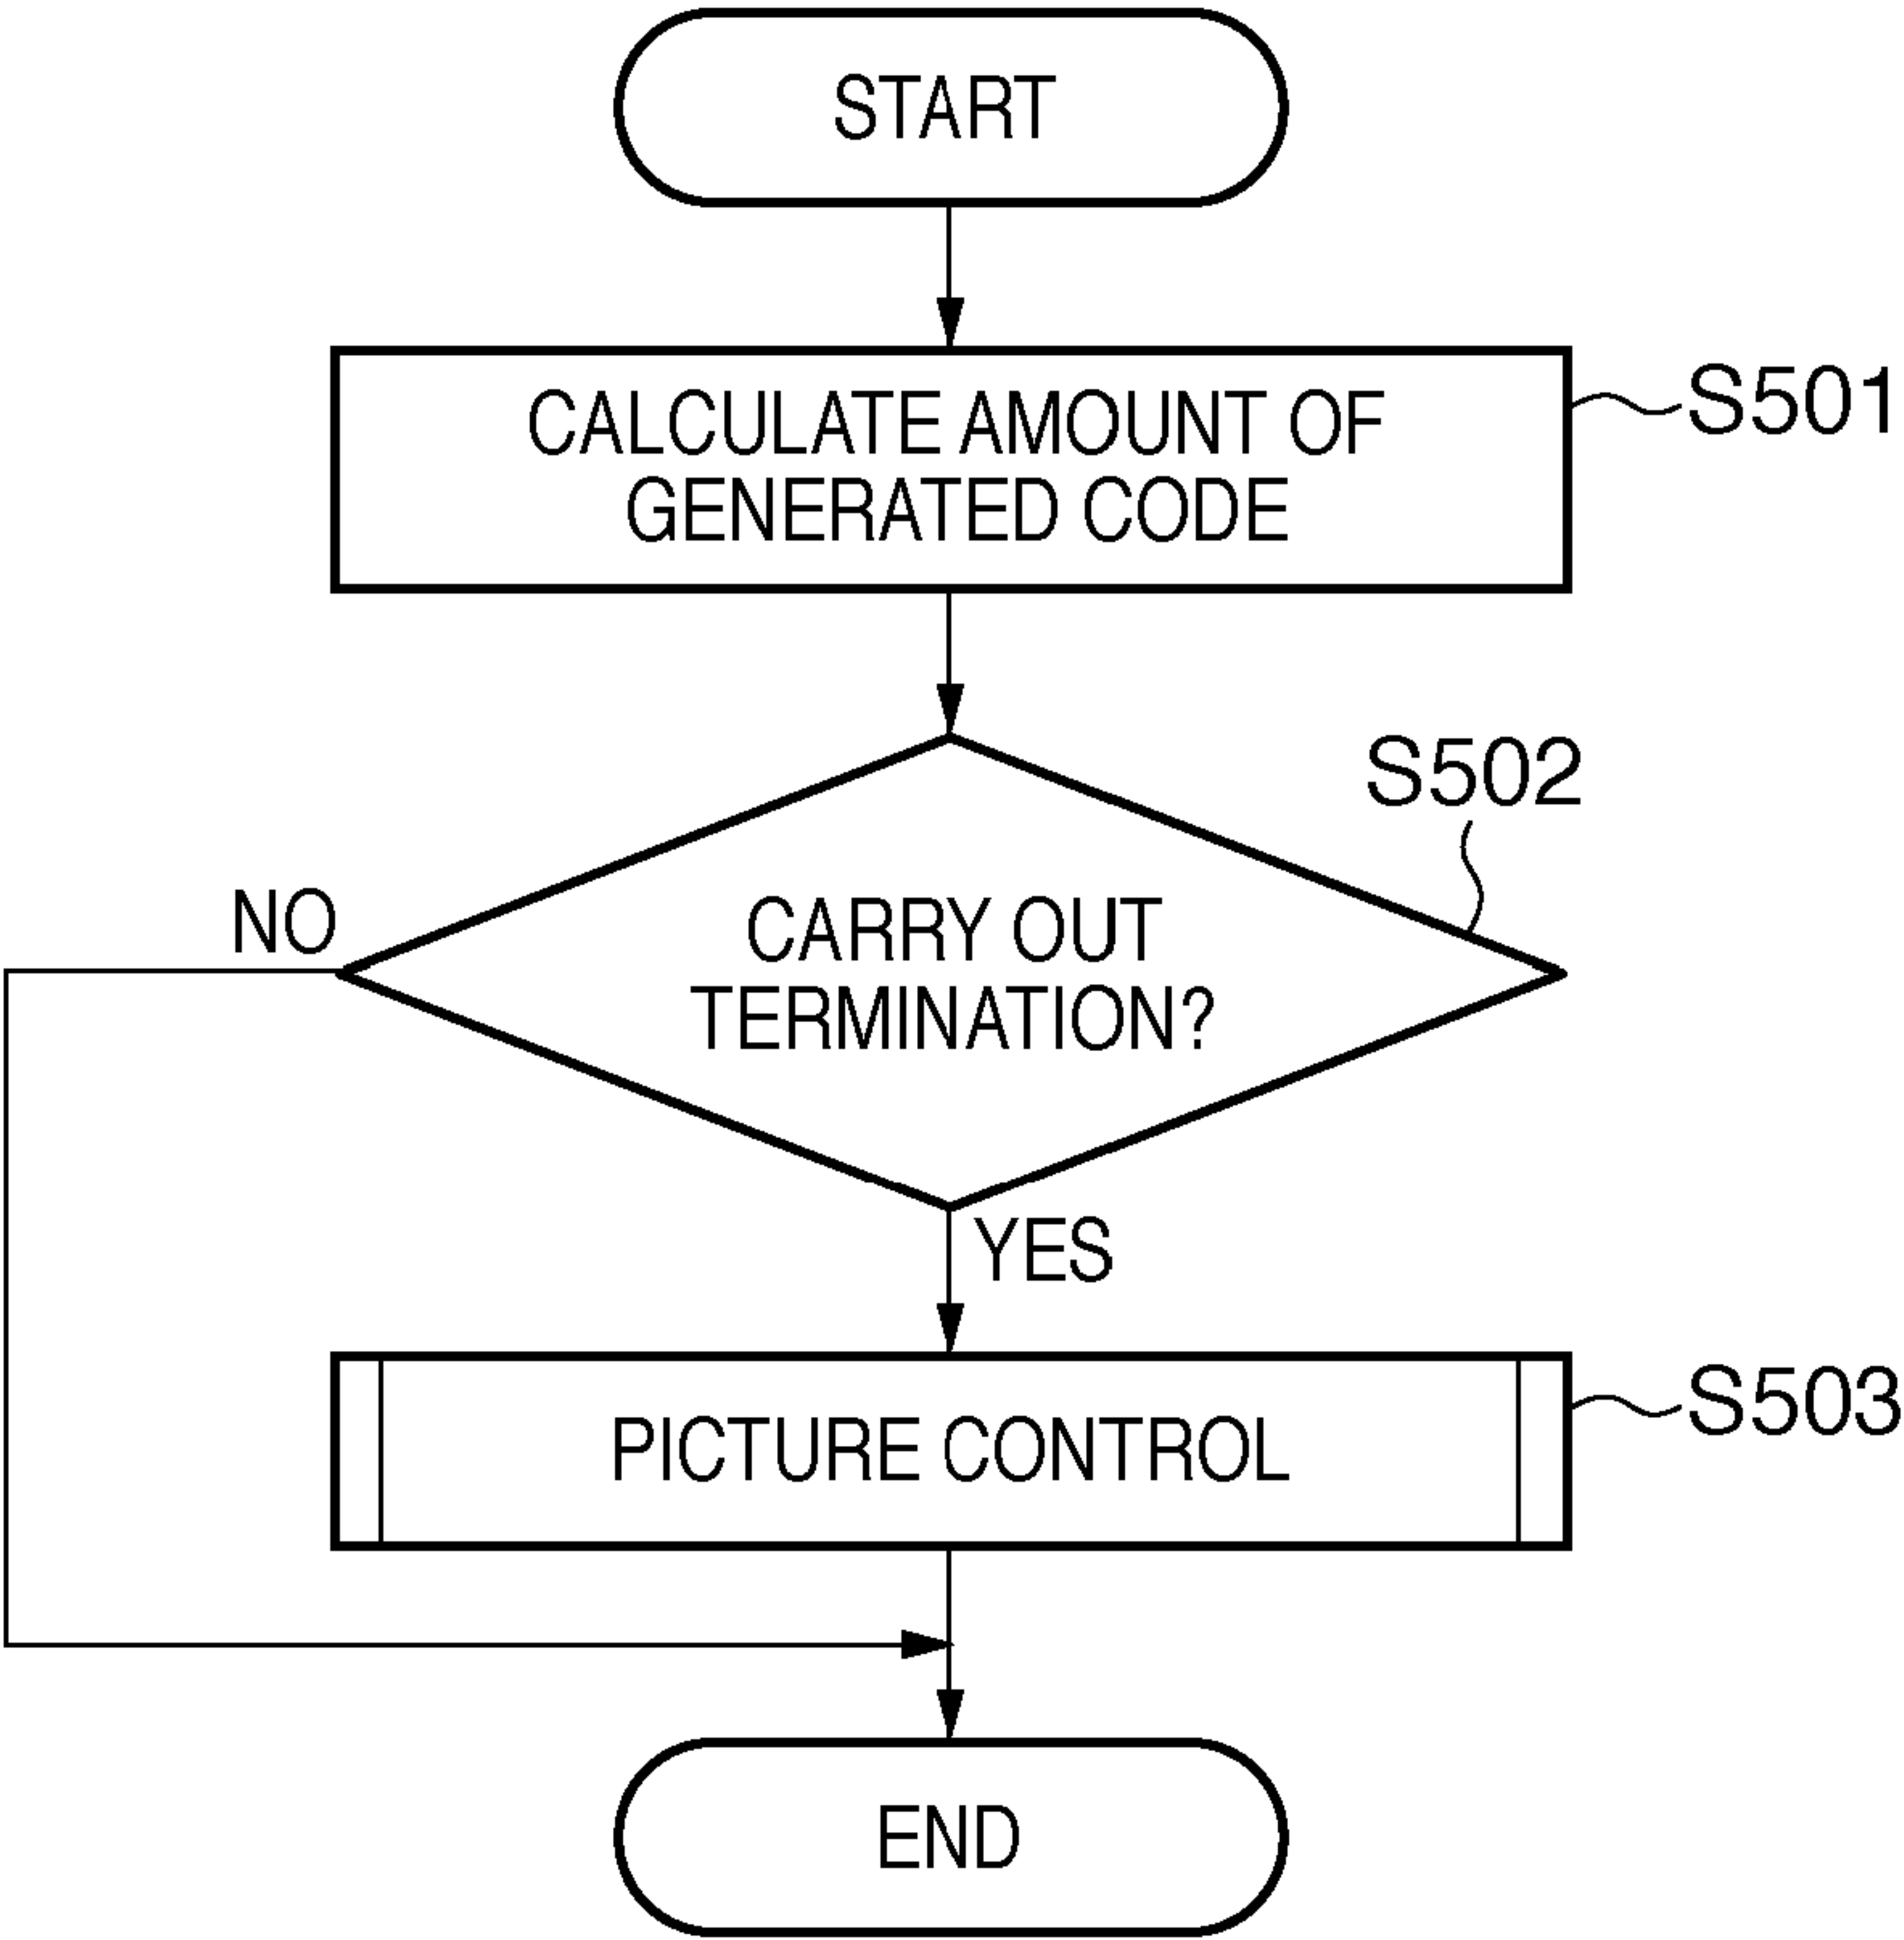 START
CALCULATE AMOUNT OF
GENERATED CODE
S501
S502
NO
CARRY OUT
TERMINATION?
YES
PICTURE CONTROL
S503
END